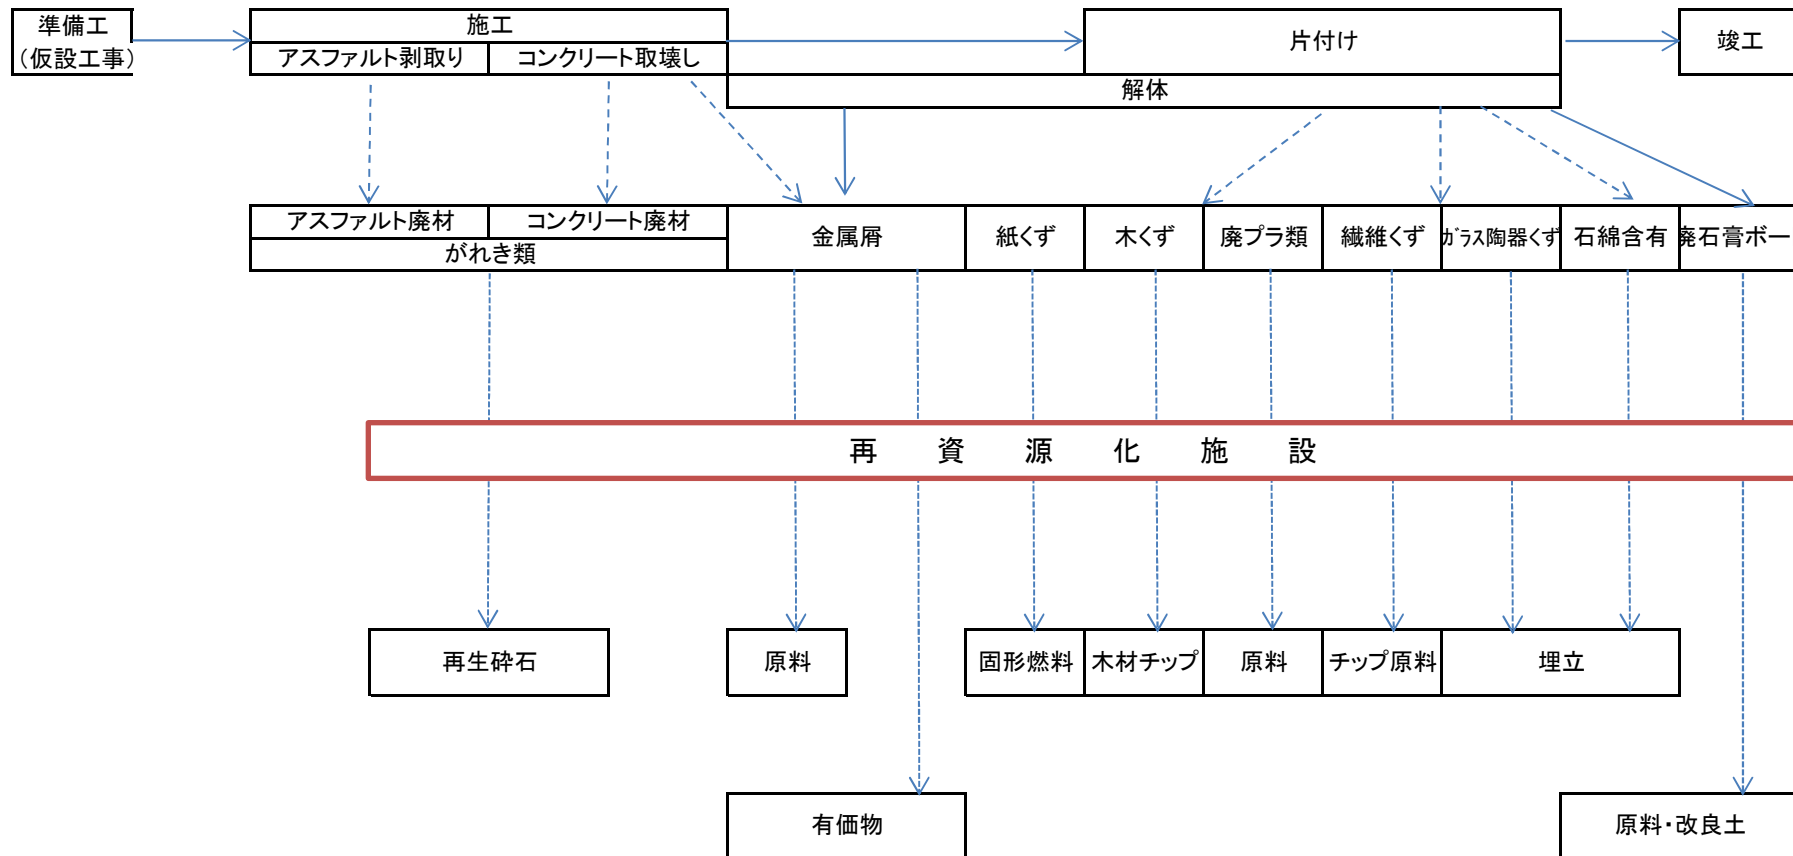 準備工
(仮設工事)
施工
アスファルト剥取り
コンクリート取壊し
片付け
竣工
解体
アスファルト廃材
コンクリート廃材
がれき類
金属屑
紙くず
木くず
廃プラ類
繊維くず
ガラス陶器くず
石綿含有
廃石膏ボー
再 資 源 化 施 設
再生砕石
原料
固形燃料
木材チップ
原料
チップ原料
埋立
有価物
原料・改良土